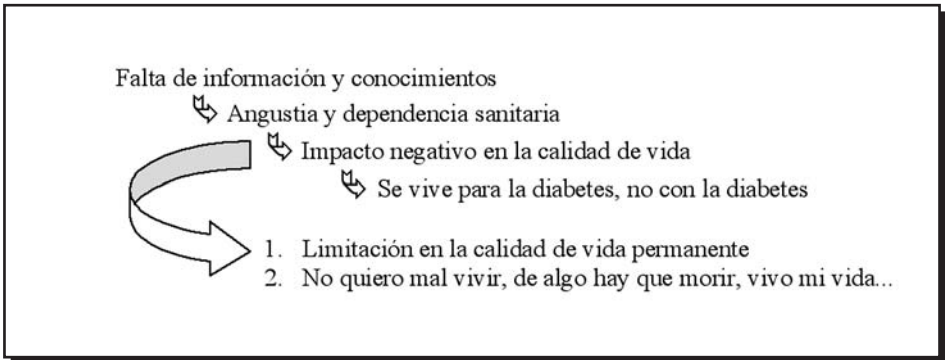 Falta de información y conocimientos
Angustia y dependencia sanitaria
Impacto negativo en la calidad de vida
Se vive para la diabetes, no con la diabetes
1. Limitación en la calidad de vida permanente
2. No quiero mal vivir, de algo hay que morir, vivo mi vida...